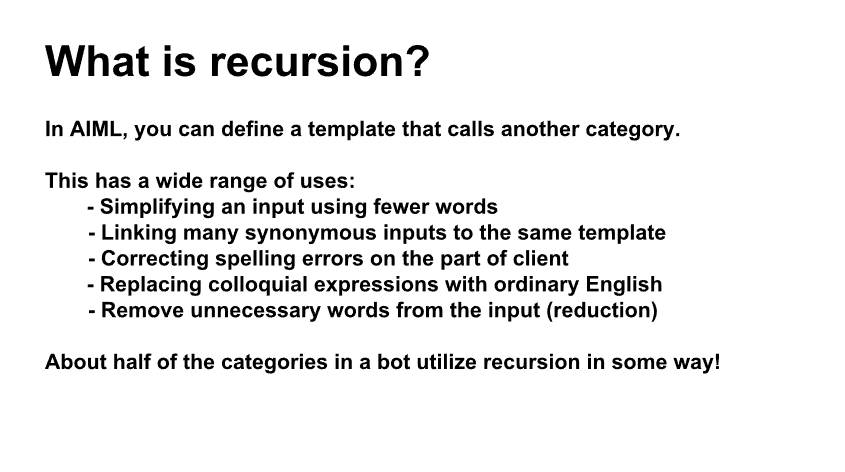 What is recursion?
In AIML, you can define a template that calls another category.
This has a wide range of uses:
- Simplifying an input using fewer words
- Linking many synonymous inputs to the same template
- Correcting spelling errors on the part of client
- Replacing colloquial expressions with ordinary English
- Remove unnecessary words from the input (reduction)
About half of the categories in a bot utilize recursion in some way!